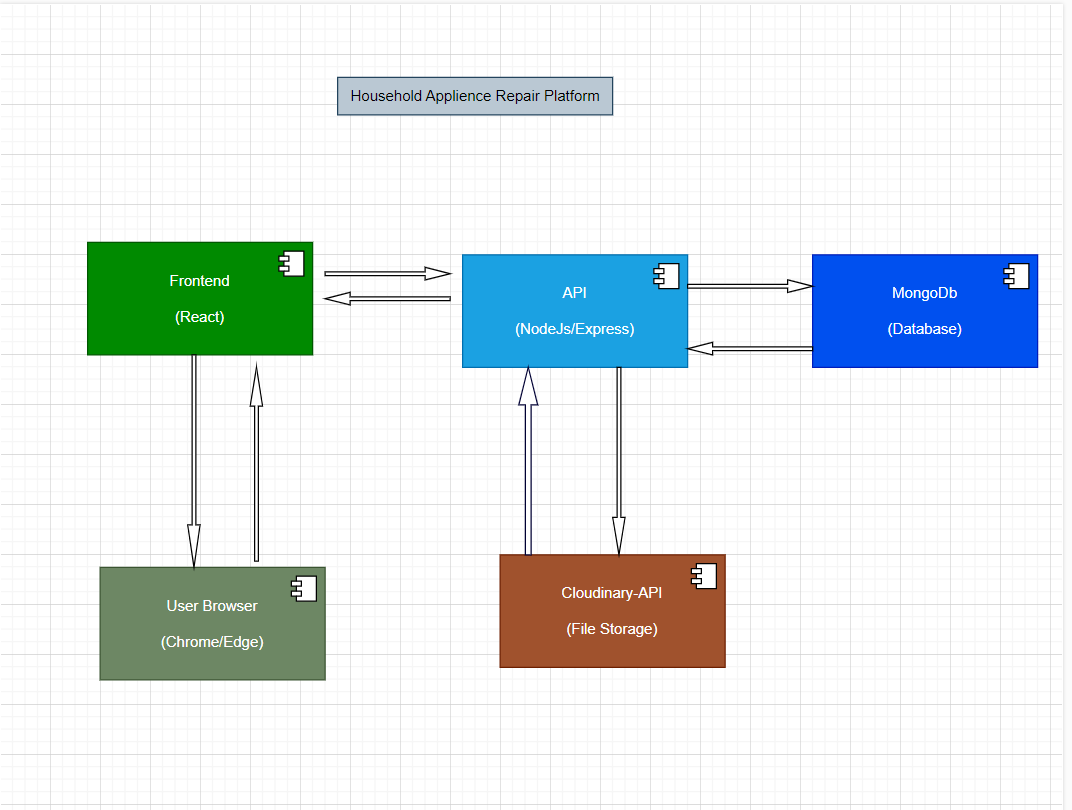 Household Applience Repair Platform
Frontend
(React)
API
(NodeJs/Express)
MongoDb
(Database)
User Browser
(Chrome/Edge)
Cloudinary-API
(File Storage)